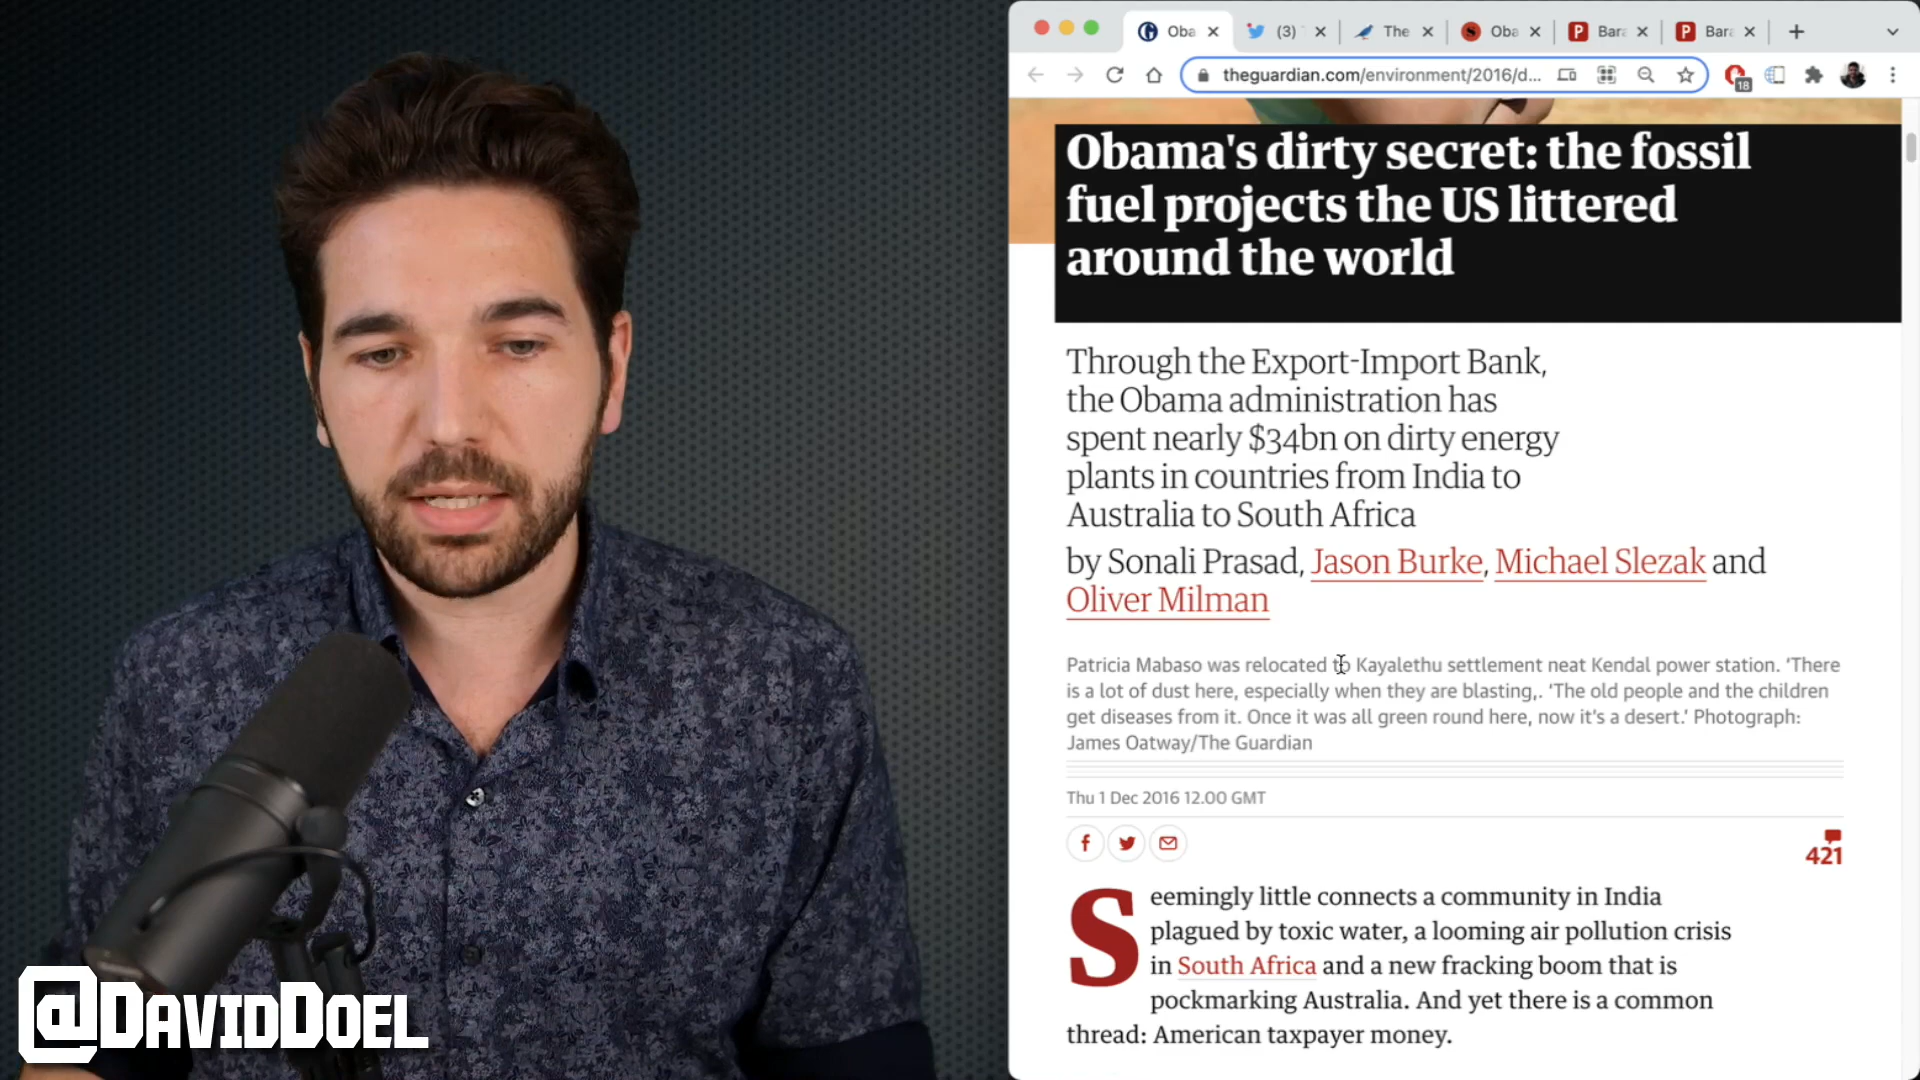 Oba
(3)
The
Oba
Bara
Bara
theguardian.com/environment/2016/d...
18
Obama's dirty secret: the fossil
fuel projects the US littered
around the world
Through the Export-Import Bank,
the Obama administration has
spent nearly $34bn on dirty energy
plants in countries from India to
Australia to South Africa
by Sonali Prasad, Jason Burke, Michael Slezak and
Oliver Milman
Patricia Mabaso was relocated to Kayalethu settlement neat Kendal power station. ‘There
is a lot of dust here, especially when they are blasting,. ‘The old people and the children
get diseases from it. Once it was all green round here, now it’s a desert.’ Photograph:
James Oatway/The Guardian
Thu 1 Dec 2016 12.00 GMT
421
Seemingly little connects a community in India
plagued by toxic water, a looming air pollution crisis
in South Africa and a new fracking boom that is
pockmarking Australia. And yet there is a common
thread: American taxpayer money.
@DavidDoel